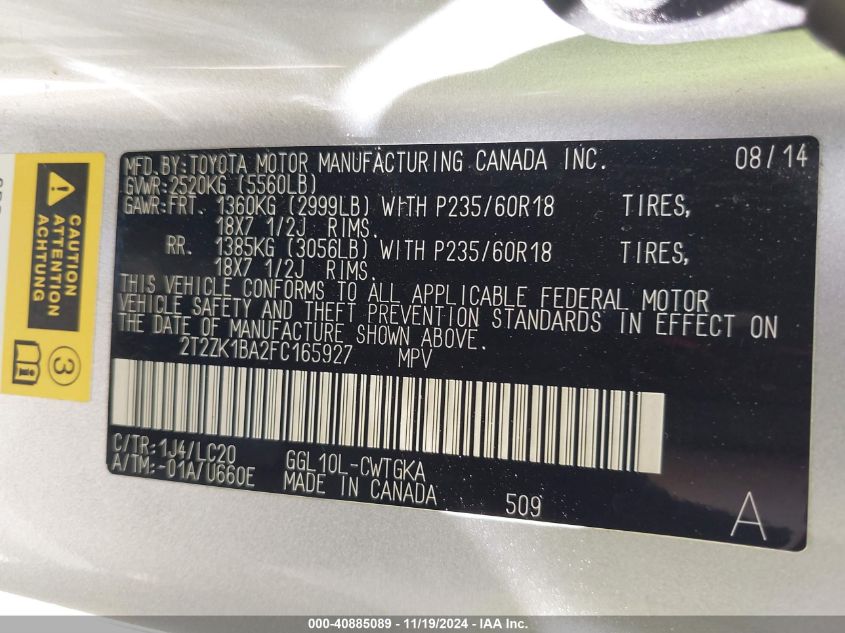 MFD. BY: TOYOTA MOTOR MANUFACTURING CANADA INC. 08/14
GVWR: 2520KG (5560LB)
GAWR: FRT. 1360KG (2999LB) WITH P235/60R18 TIRES,
18X7 1/2J RIMS.
RR. 1385KG (3056LB) WITH P235/60R18 TIRES,
18X7 1/2J RIMS.
THIS VEHICLE CONFORMS TO ALL APPLICABLE FEDERAL MOTOR
VEHICLE SAFETY AND THEFT PREVENTION STANDARDS IN EFFECT ON
THE DATE OF MANUFACTURE SHOWN ABOVE.
2T2ZK1BA2FC165927 MPV
C/TR: 1J4/LC20 GGL10L-CWTGKA
A/TM: -01A/U660E MADE IN CANADA 509 A
ATTENTION
CAUTION
3
000-40885089 - 11/19/2024 - IAA Inc.